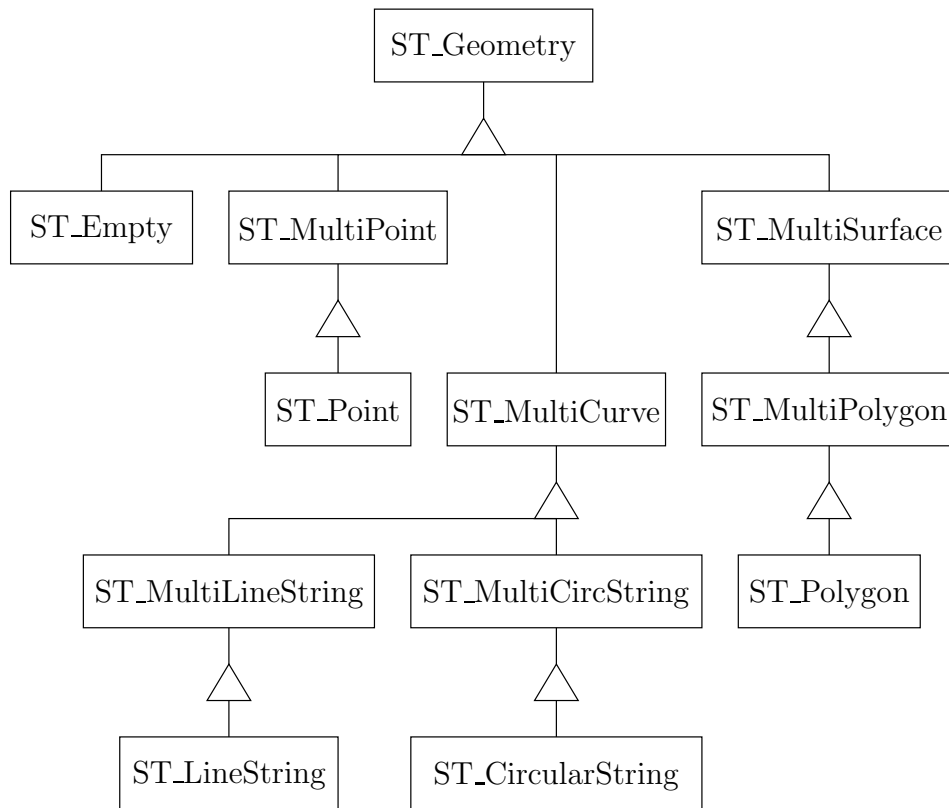 ST_Geometry
ST_Empty
ST_MultiPoint
ST_MultiSurface
ST_Point
ST_MultiCurve
ST_MultiPolygon
ST_MultiLineString
ST_MultiCircString
ST_Polygon
ST_LineString
ST_CircularString